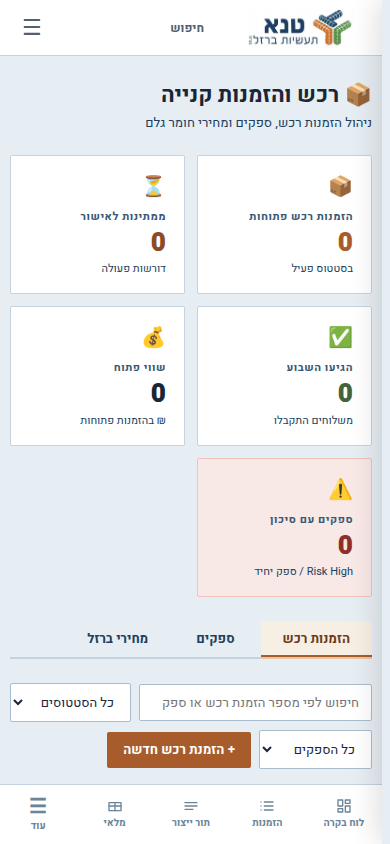 טנא
תעשיות ברזל
חיפוש
רכש והזמנות קנייה
ניהול הזמנות רכש, ספקים ומחירי חומר גלם
הזמנות רכש פתוחות
0
בסטטוס פעיל
ממתינות לאישור
0
דורשות פעולה
הגיעו השבוע
0
משלוחים התקבלו
שווי פתוח
0
₪ בהזמנות פתוחות
ספקים עם סיכון
0
Risk High / ספק יחיד
הזמנות רכש
ספקים
מחירי ברזל
חיפוש לפי מספר הזמנת רכש או ספק
כל הסטטוסים
כל הספקים
+ הזמנת רכש חדשה
לוח בקרה
הזמנות
תור ייצור
מלאי
עוד